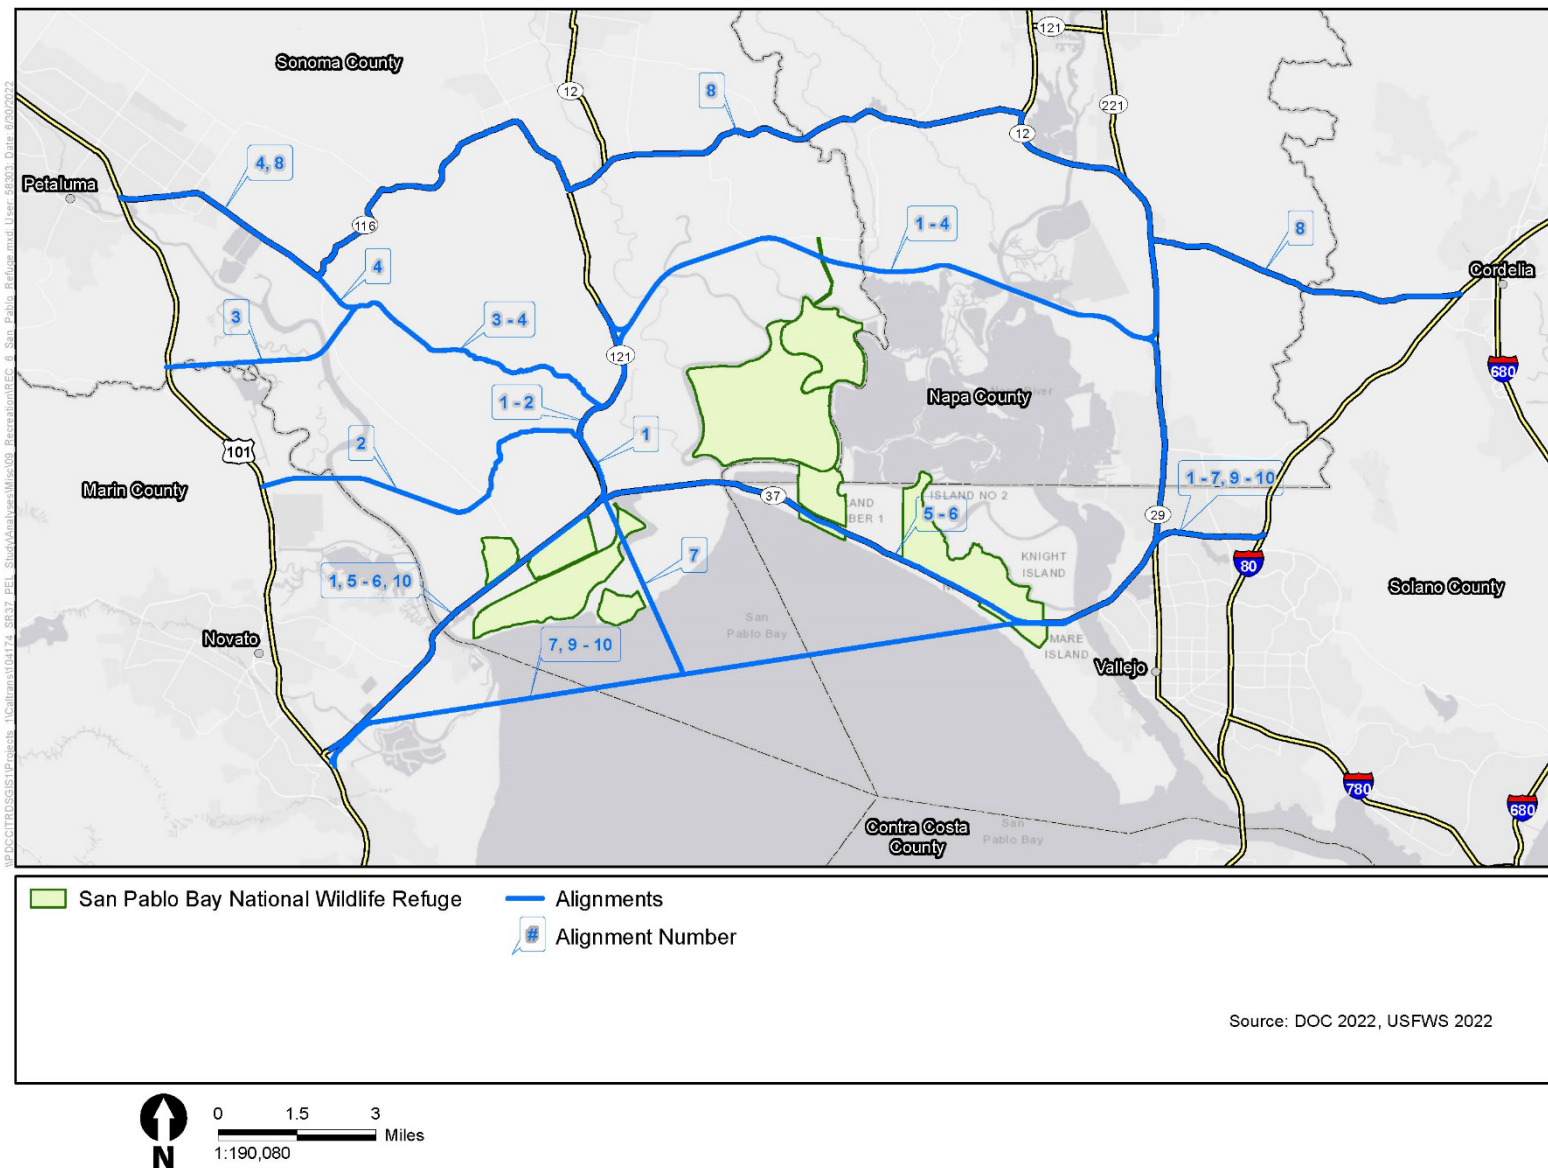 Sonoma County
121
12
8
221
12
4, 8
Petaluma
116
1 - 4
8
4
Cordelia
3
3 - 4
121
680
Napa County
1 - 2
1
2
101
Marin County
1 - 7, 9 - 10
37
ISLAND NO 2
5 - 6
29
7
KNIGHT
ISLAND
80
1, 5 - 6, 10
Solano County
San
Pablo Bay
Novato
7, 9 - 10
MARE
ISLAND
Vallejo
780
680
Contra Costa
County
San
Pablo Bay
San Pablo Bay National Wildlife Refuge
Alignments
# Alignment Number
Source: DOC 2022, USFWS 2022
0 1.5 3
Miles
1:190,080
N